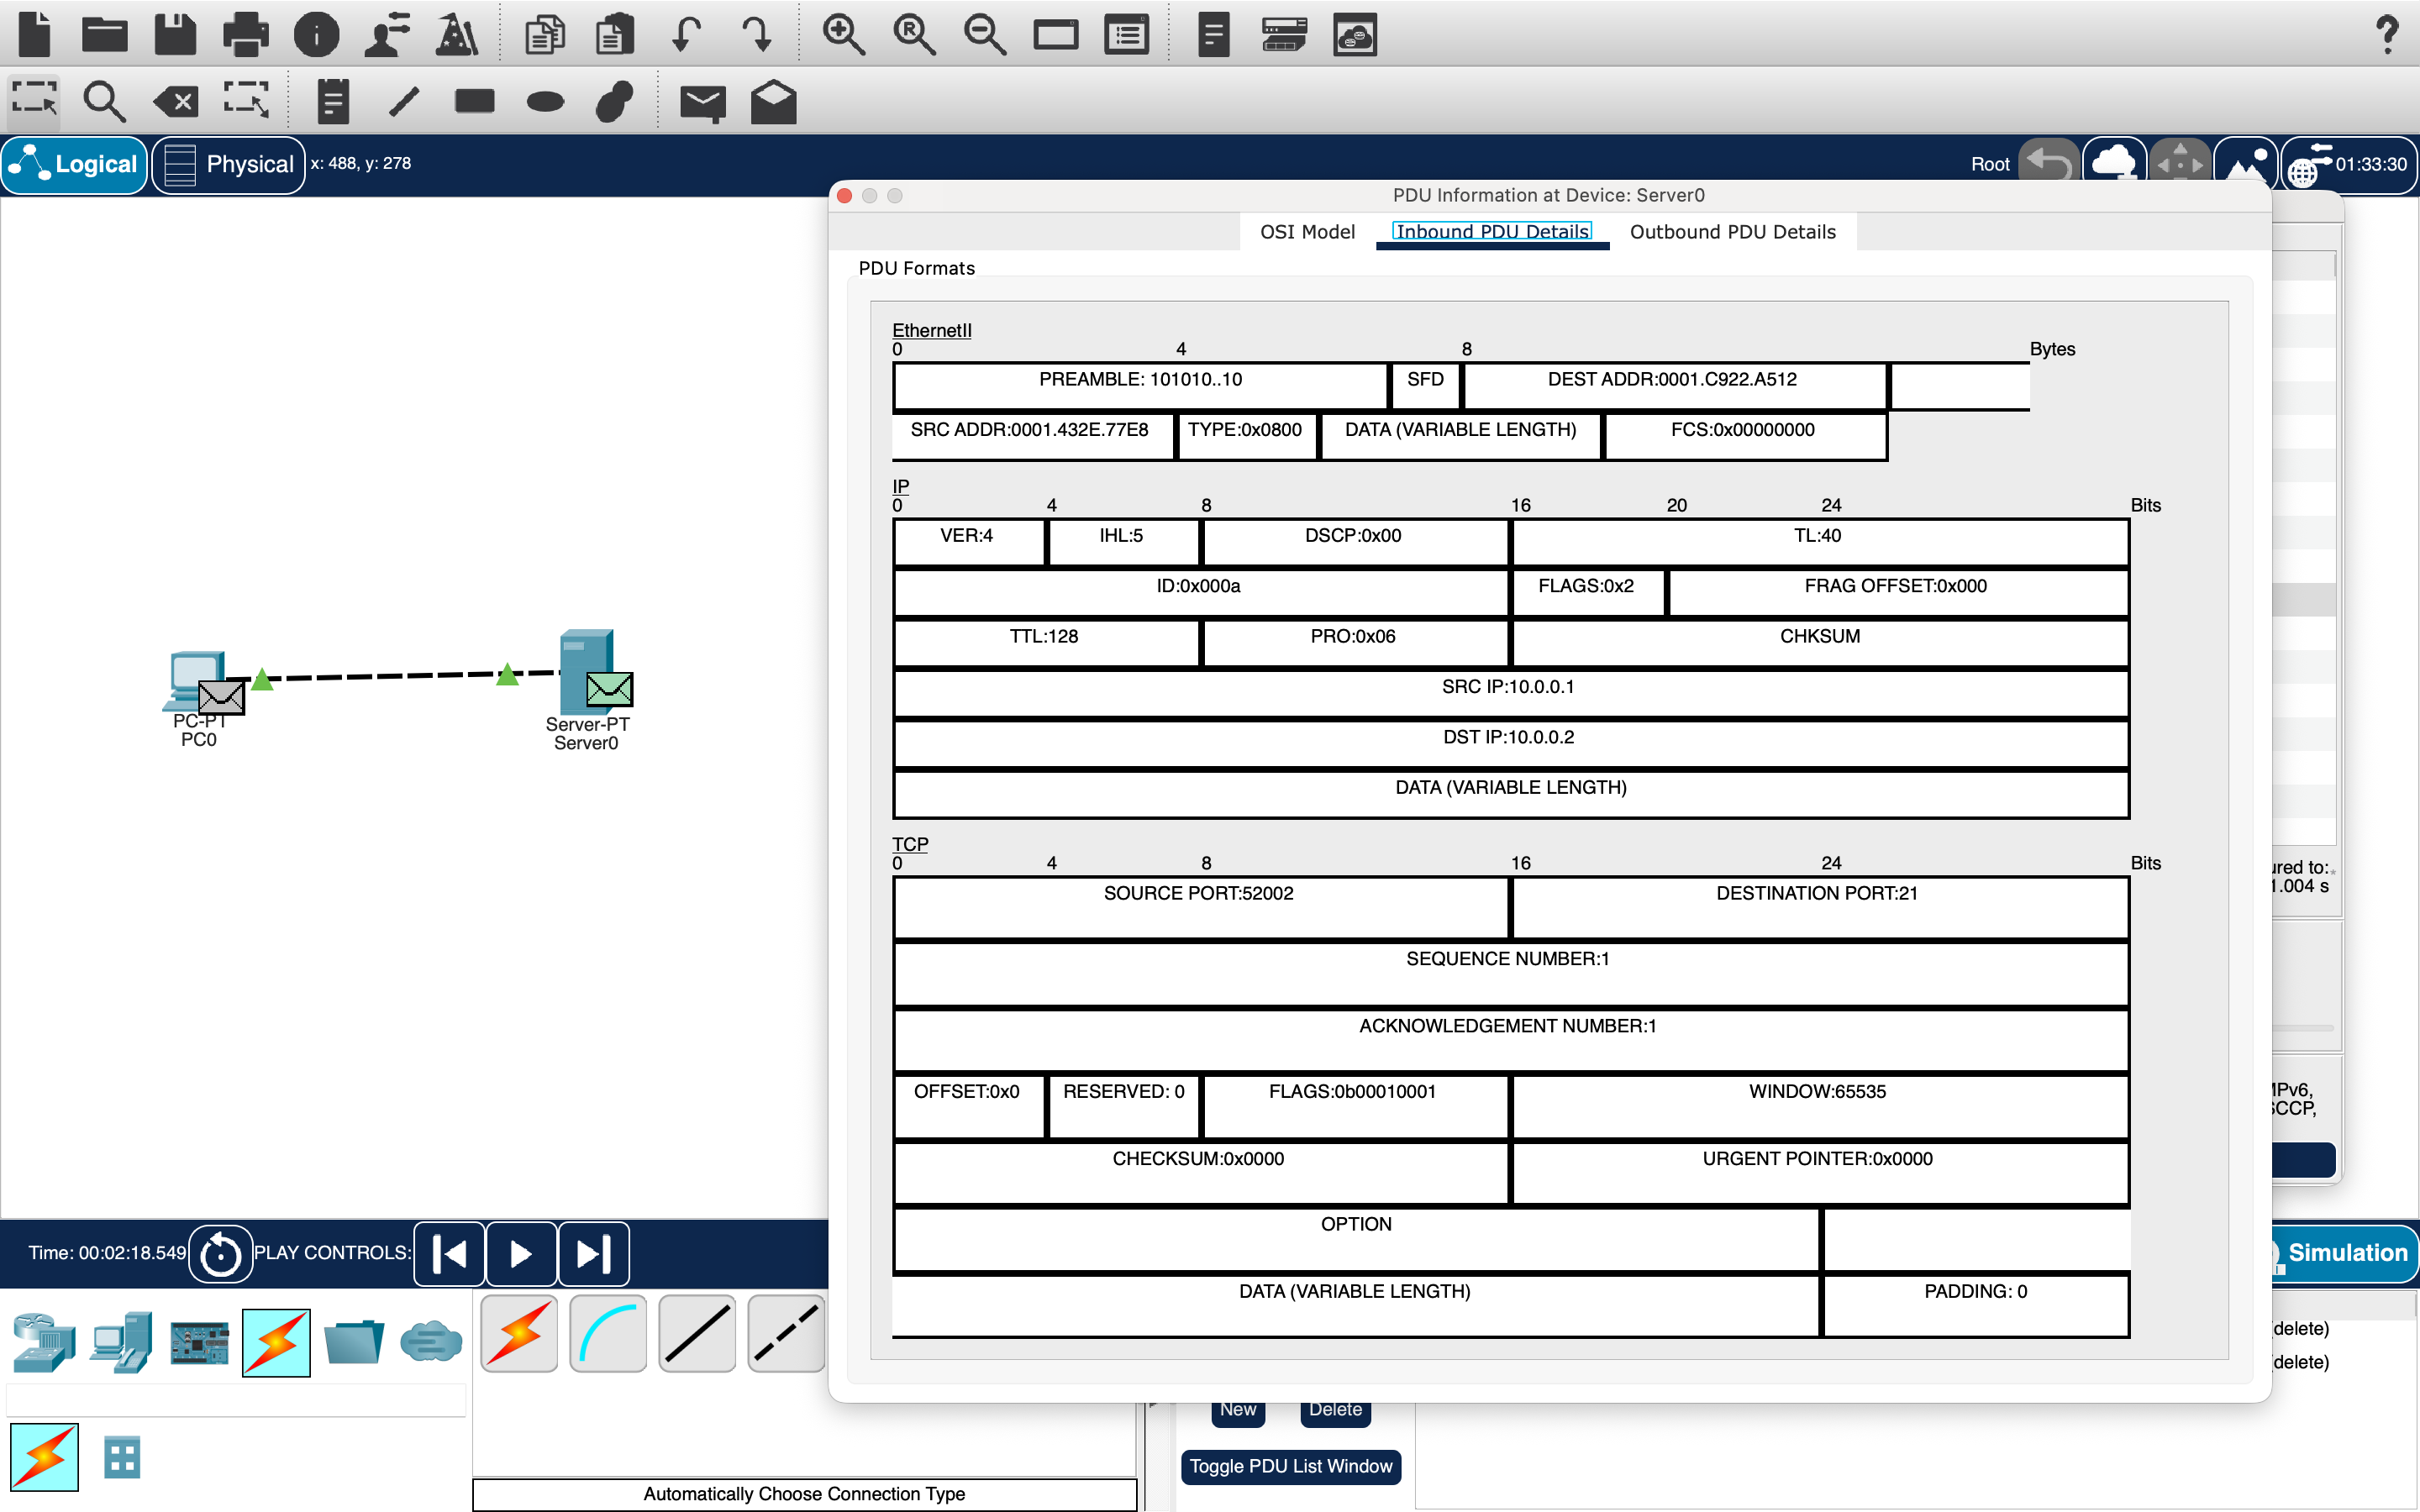 Logical
Physical
x: 488, y: 278
Root
01:33:30
PDU Information at Device: Server0
OSI Model
Inbound PDU Details
Outbound PDU Details
PDU Formats
EthernetII
0 4 8 Bytes
PREAMBLE: 101010..10 SFD DEST ADDR:0001.C922.A512
SRC ADDR:0001.432E.77E8 TYPE:0x0800 DATA (VARIABLE LENGTH) FCS:0x00000000
IP
0 4 8 16 20 24 Bits
VER:4 IHL:5 DSCP:0x00 TL:40
ID:0x000a FLAGS:0x2 FRAG OFFSET:0x000
TTL:128 PRO:0x06 CHKSUM
SRC IP:10.0.0.1
DST IP:10.0.0.2
DATA (VARIABLE LENGTH)
TCP
0 4 8 16 24 Bits
SOURCE PORT:52002 DESTINATION PORT:21
SEQUENCE NUMBER:1
ACKNOWLEDGEMENT NUMBER:1
OFFSET:0x0 RESERVED: 0 FLAGS:0b00010001 WINDOW:65535
CHECKSUM:0x0000 URGENT POINTER:0x0000
OPTION
DATA (VARIABLE LENGTH) PADDING: 0
PC-PT
PC0
Server-PT
Server0
1.004 s
MPv6,
SCCP,
Time: 00:02:18.549
PLAY CONTROLS:
Simulation
(delete)
(delete)
New
Delete
Toggle PDU List Window
Automatically Choose Connection Type